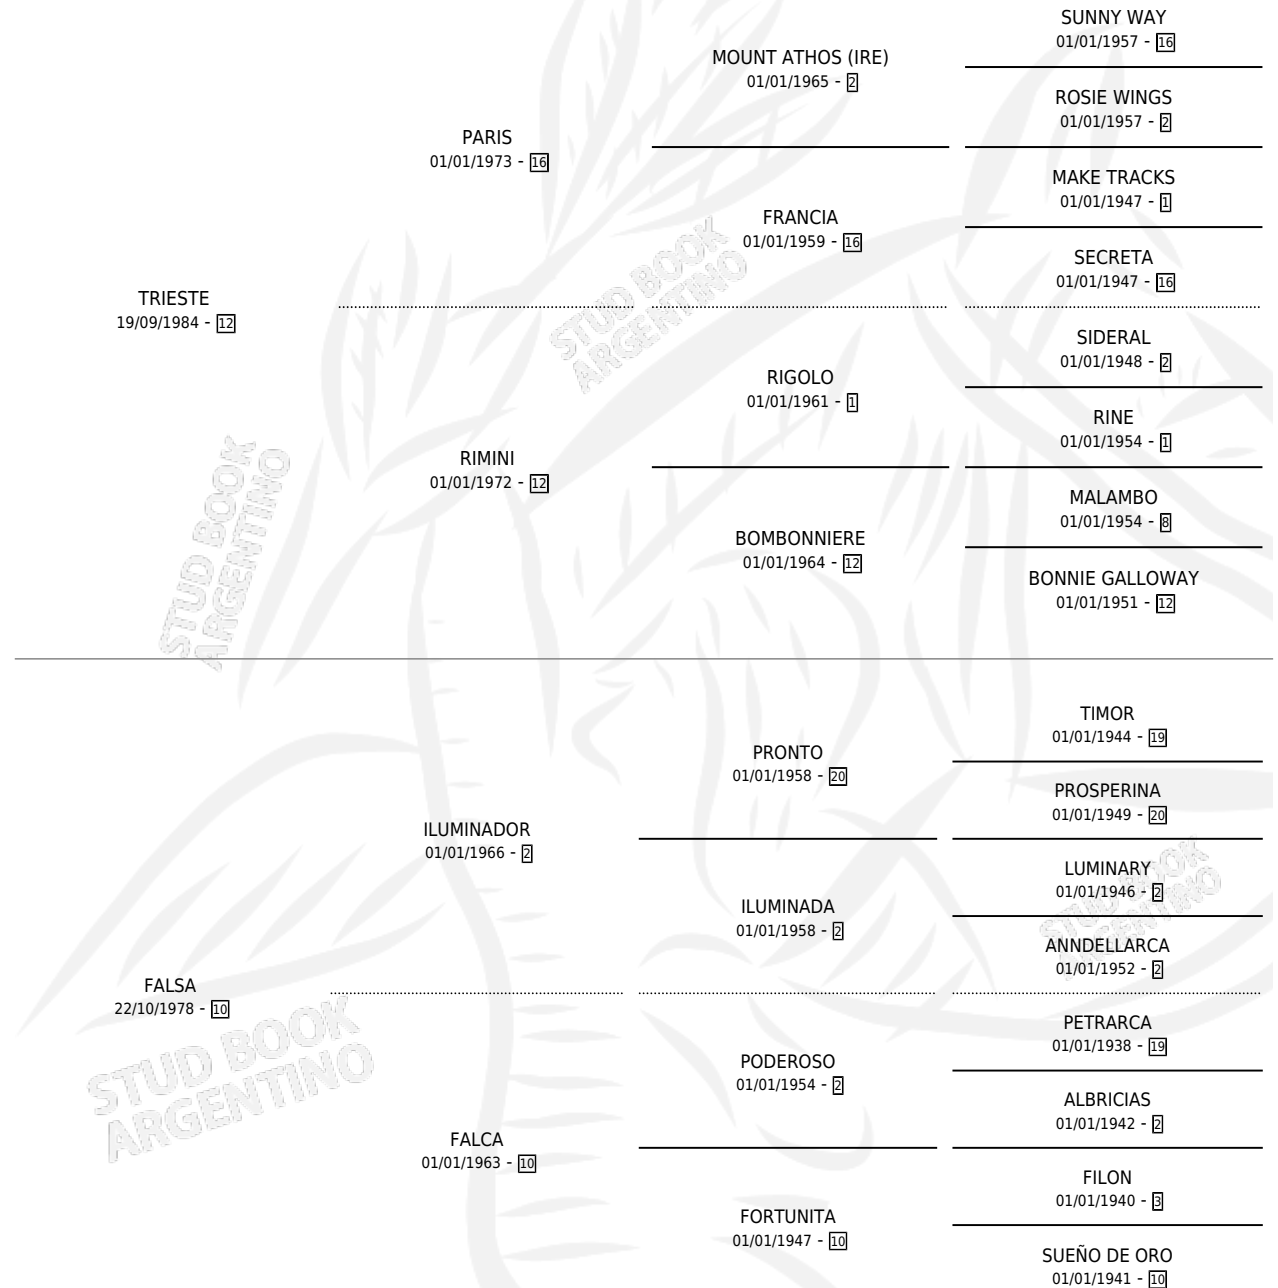 SUNNY WAY
01/01/1957 - 16
MOUNT ATHOS (IRE)
01/01/1965 - 2
ROSIE WINGS
01/01/1957 - 2
PARIS
01/01/1973 - 16
MAKE TRACKS
01/01/1947 - 1
FRANCIA
01/01/1959 - 16
SECRETA
01/01/1947 - 16
TRIESTE
19/09/1984 - 12
SIDERAL
01/01/1948 - 2
RIGOLO
01/01/1961 - 1
RINE
01/01/1954 - 1
RIMINI
01/01/1972 - 12
MALAMBO
01/01/1954 - 8
BOMBONNIERE
01/01/1964 - 12
BONNIE GALLOWAY
01/01/1951 - 12
TIMOR
01/01/1944 - 19
PRONTO
01/01/1958 - 20
PROSPERINA
01/01/1949 - 20
ILUMINADOR
01/01/1966 - 2
LUMINARY
01/01/1946 - 2
ILUMINADA
01/01/1958 - 2
ANNDELLARCA
01/01/1952 - 2
FALSA
22/10/1978 - 10
PETRARCA
01/01/1938 - 19
PODEROSO
01/01/1954 - 2
ALBRICIAS
01/01/1942 - 2
FALCA
01/01/1963 - 10
FILON
01/01/1940 - 3
FORTUNITA
01/01/1947 - 10
SUEÑO DE ORO
01/01/1941 - 10
STUD BOOK
ARGENTINO
STUD BOOK
ARGENTINO
STUD BOOK
ARGENTINO
STUD BOOK
ARGENTINO